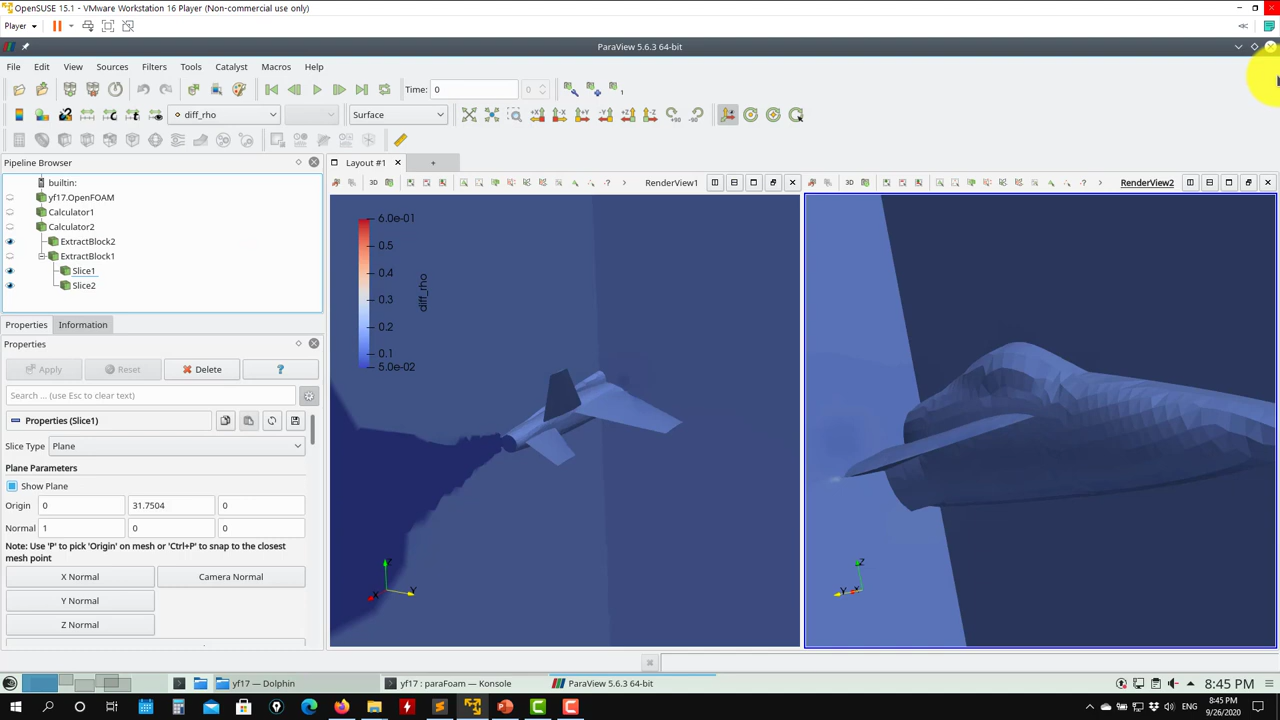 OpenSUSE 15.1 - VMware Workstation 16 Player (Non-commercial use only)
Player
ParaView 5.6.3 64-bit
File Edit View Sources Filters Tools Catalyst Macros Help
Time: 0 0
diff_rho Surface
Pipeline Browser
Layout #1 +
builtin:
yf17.OpenFOAM
Calculator1
Calculator2
ExtractBlock2
ExtractBlock1
Slice1
Slice2
3D RenderView1
3D RenderView2
6.0e-01
0.5
0.4
0.3
0.2
0.1
5.0e-02
diff_rho
Properties Information
Properties
Apply Reset Delete ?
Search ... (use Esc to clear text)
Properties (Slice1)
Slice Type Plane
Plane Parameters
Show Plane
Origin 0 31.7504 0
Normal 1 0 0
Note: Use 'P' to pick 'Origin' on mesh or 'Ctrl+P' to snap to the closest
mesh point
X Normal Camera Normal
Y Normal
Z Normal
X Y
Z Y
yf17 — Dolphin yf17 : paraFoam — Konsole ParaView 5.6.3 64-bit 8:45 PM
8:45 PM
9/26/2020